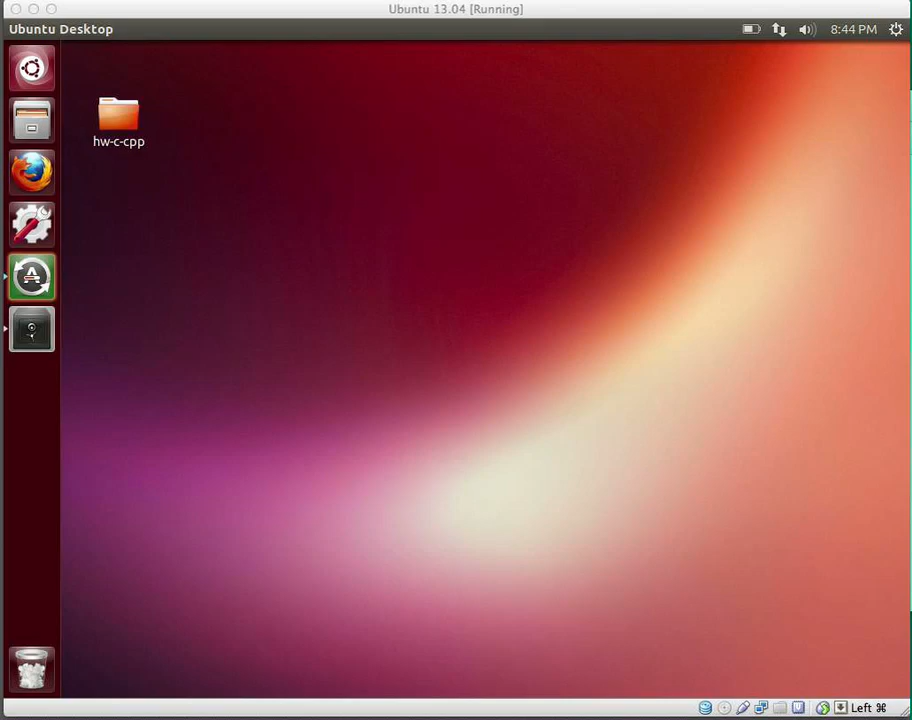 Ubuntu 13.04 [Running]
Ubuntu Desktop
8:44 PM
hw-c-cpp
Left ⌘